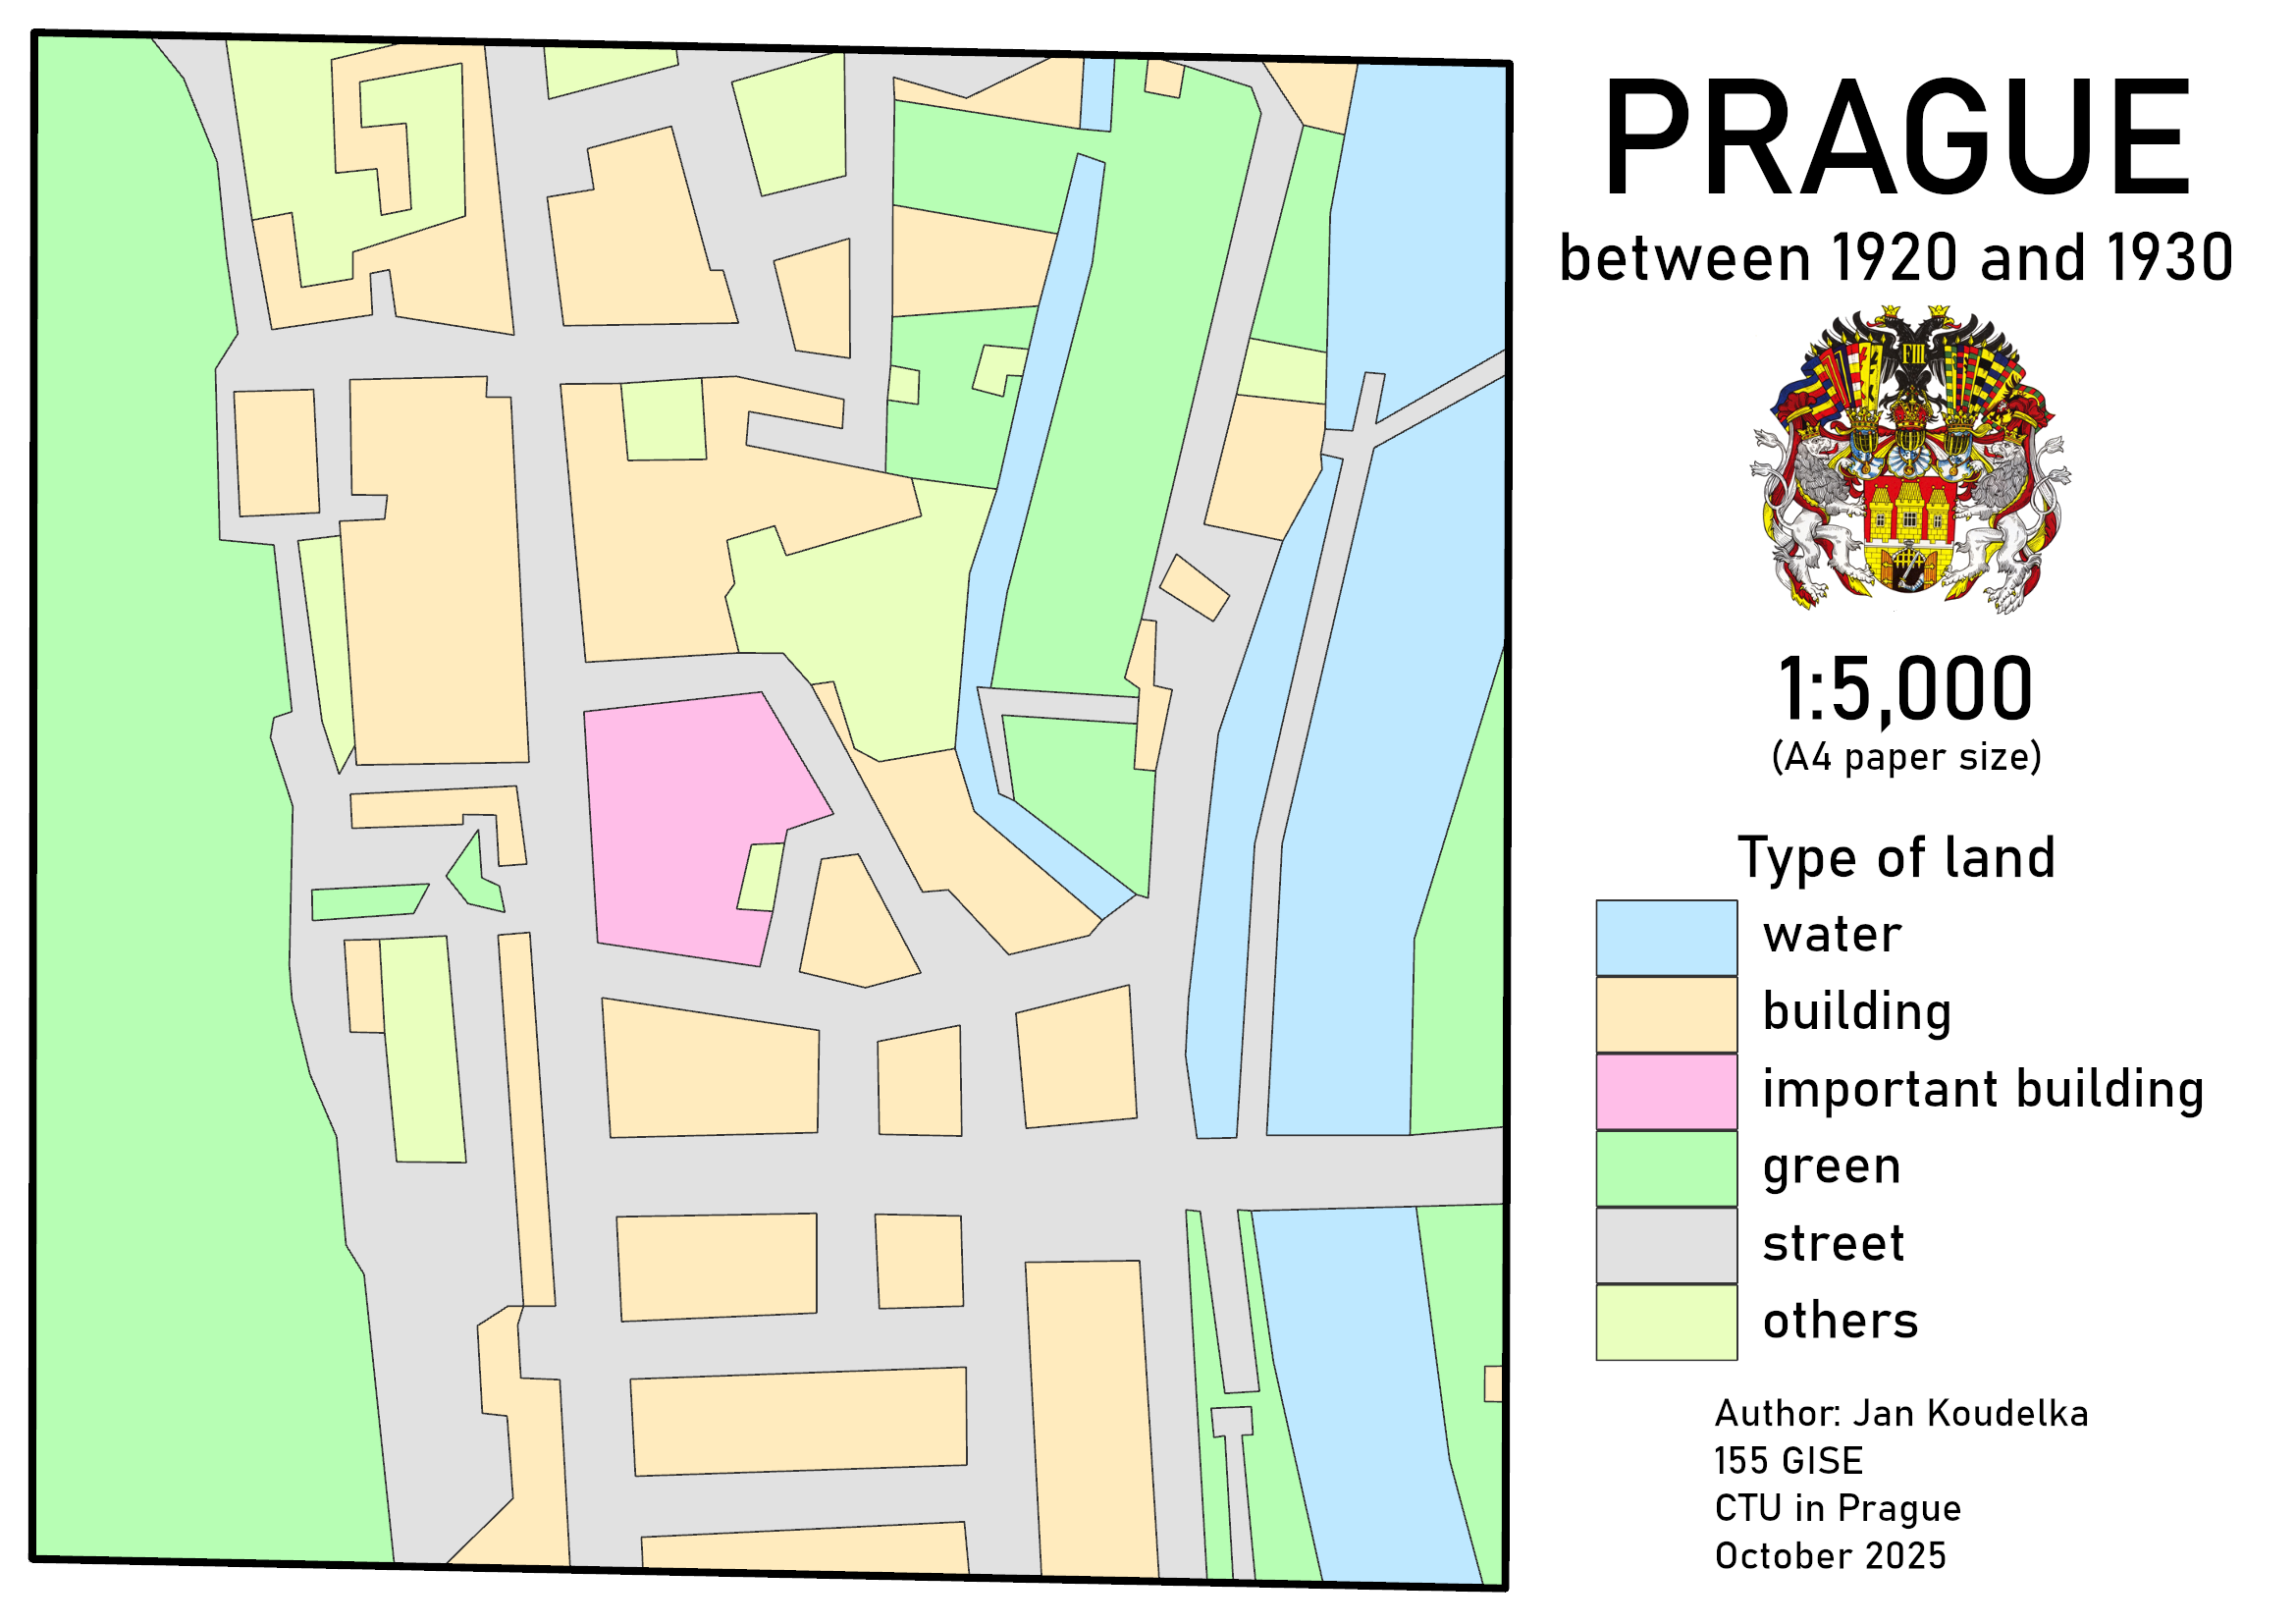 PRAGUE
between 1920 and 1930
F III
1:5,000
(A4 paper size)
Type of land
water
building
important building
green
street
others
Author: Jan Koudelka
155 GISE
CTU in Prague
October 2025